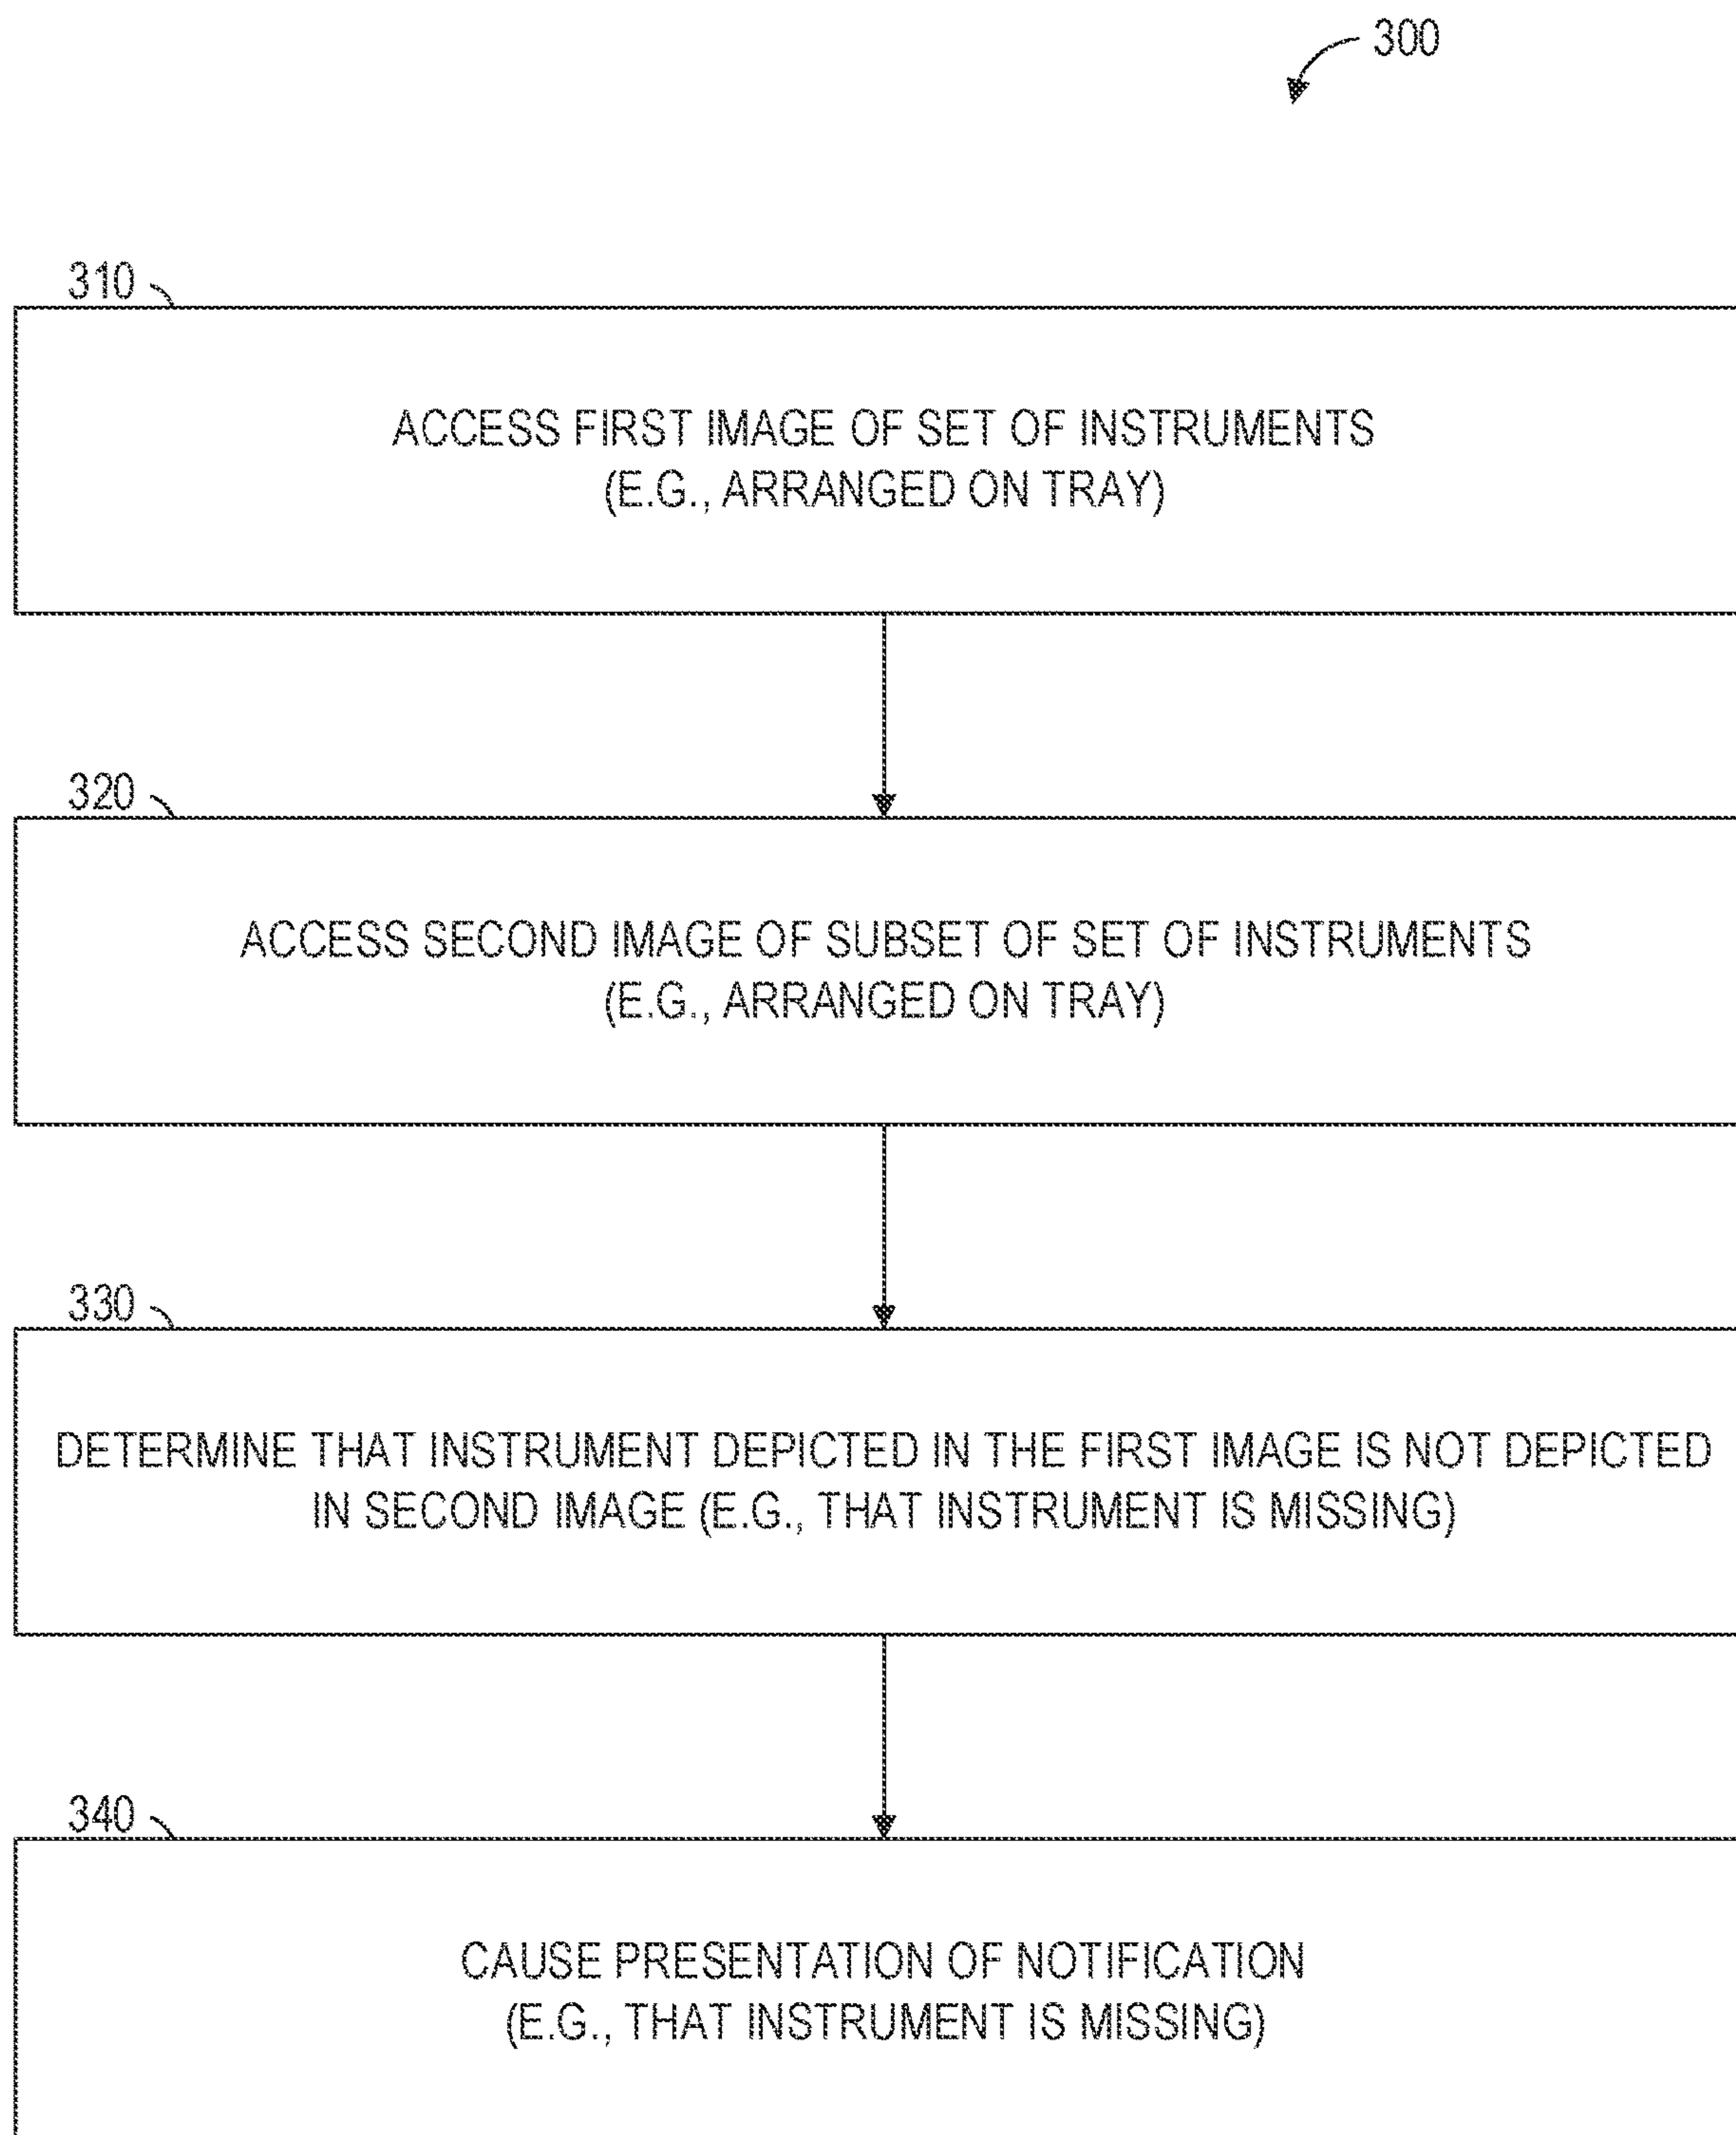 300
310
ACCESS FIRST IMAGE OF SET OF INSTRUMENTS
(E.G., ARRANGED ON TRAY)
320
ACCESS SECOND IMAGE OF SUBSET OF SET OF INSTRUMENTS
(E.G., ARRANGED ON TRAY)
330
DETERMINE THAT INSTRUMENT DEPICTED IN THE FIRST IMAGE IS NOT DEPICTED
IN SECOND IMAGE (E.G., THAT INSTRUMENT IS MISSING)
340
CAUSE PRESENTATION OF NOTIFICATION
(E.G., THAT INSTRUMENT IS MISSING)